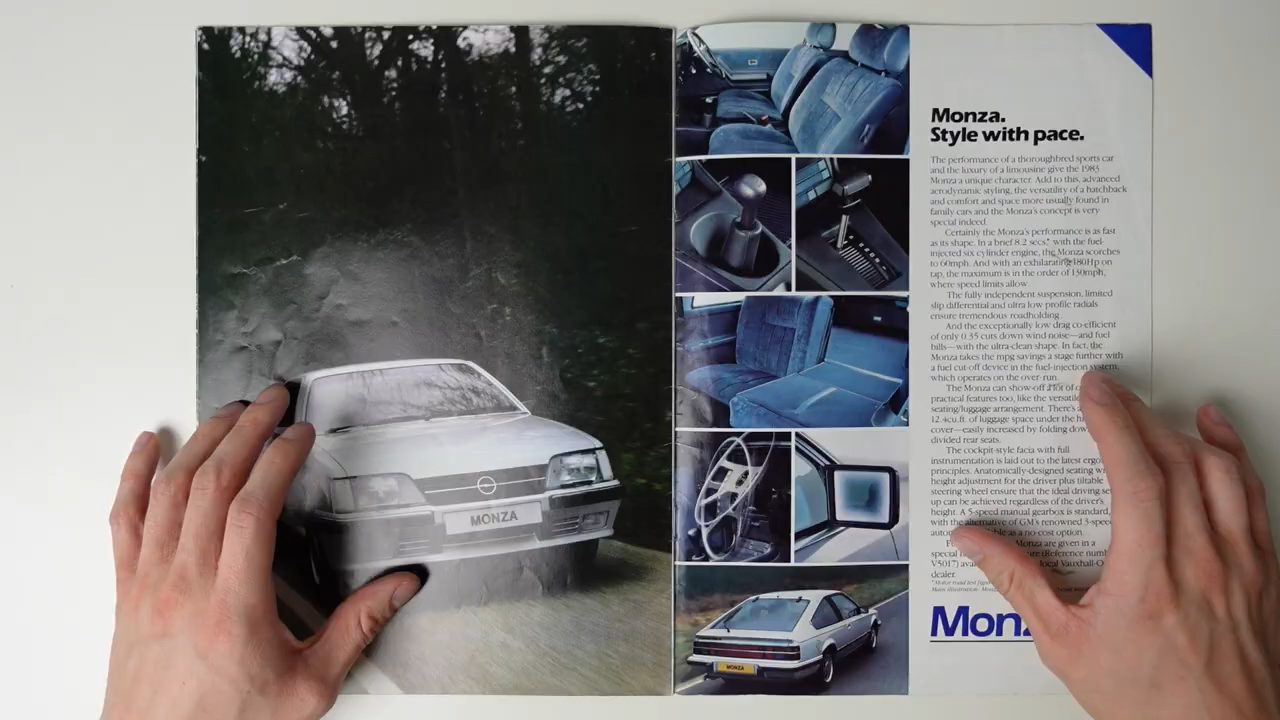 MONZA
MONZA
Monza.
Style with pace.
The performance of a thoroughbred sports car
and the luxury of a limousine give the 1983
Monza a unique character. Add to this, advanced
aerodynamic styling, the versatility of a hatchback
and comfort and space more usually found in
family cars and the Monza's concept is very
special indeed.
Certainly the Monza's performance is as fast
as its shape. In a brief 8.2 secs.* with the fuel-
injected six cylinder engine, the Monza scorches
to 60mph. And with an exhilarating 180Hp on
tap, the maximum is in the order of 130mph,
where speed limits allow.
The fully independent suspension, limited
slip differential and ultra low profile radials
ensure tremendous roadholding.
And the exceptionally low drag co-efficient
of only 0.35 cuts down wind noise—and fuel
bills—with the ultra-clean shape. In fact, the
Monza takes the mpg savings a stage further with
a fuel cut-off device in the fuel-injection system,
which operates on the over-run.
The Monza can show-off a lot of
practical features too, like the
seating/luggage arrangement. There's
12.4cu.ft. of luggage space under the
cover—easily increased by folding
divided rear seats.
The cockpit-style facia with full
instrumentation is laid out to the latest
principles. Anatomically-designed seating
height adjustment for the driver plus tiltable
steering wheel ensure that the ideal driving
up can be achieved regardless of the driver's
height. A 5-speed manual gearbox is standard,
with the alternative of GM's renowned 3-speed
as a no-cost option.
Monza are given in a
special (Reference
V5017) local Vauxhall-O
dealer.
*Motor road test
Main illustration